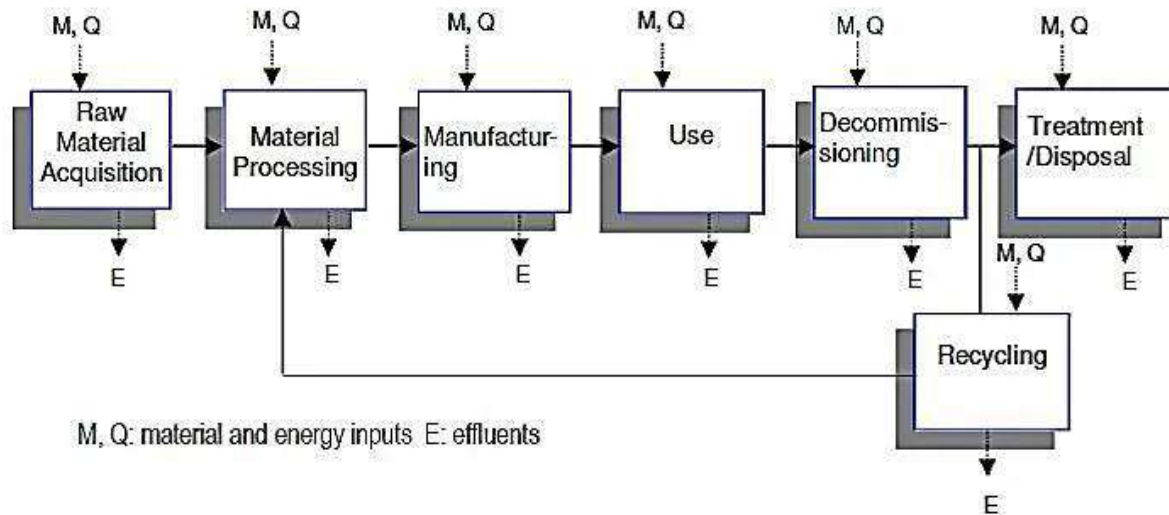 M, Q
M, Q
M, Q
M, Q
M, Q
M, Q
Raw
Material
Acquisition
Material
Processing
Manufactur-
ing
Use
Decommis-
sioning
Treatment
/Disposal
E
E
E
E
E
E
M, Q
Recycling
E
M, Q: material and energy inputs E: effluents